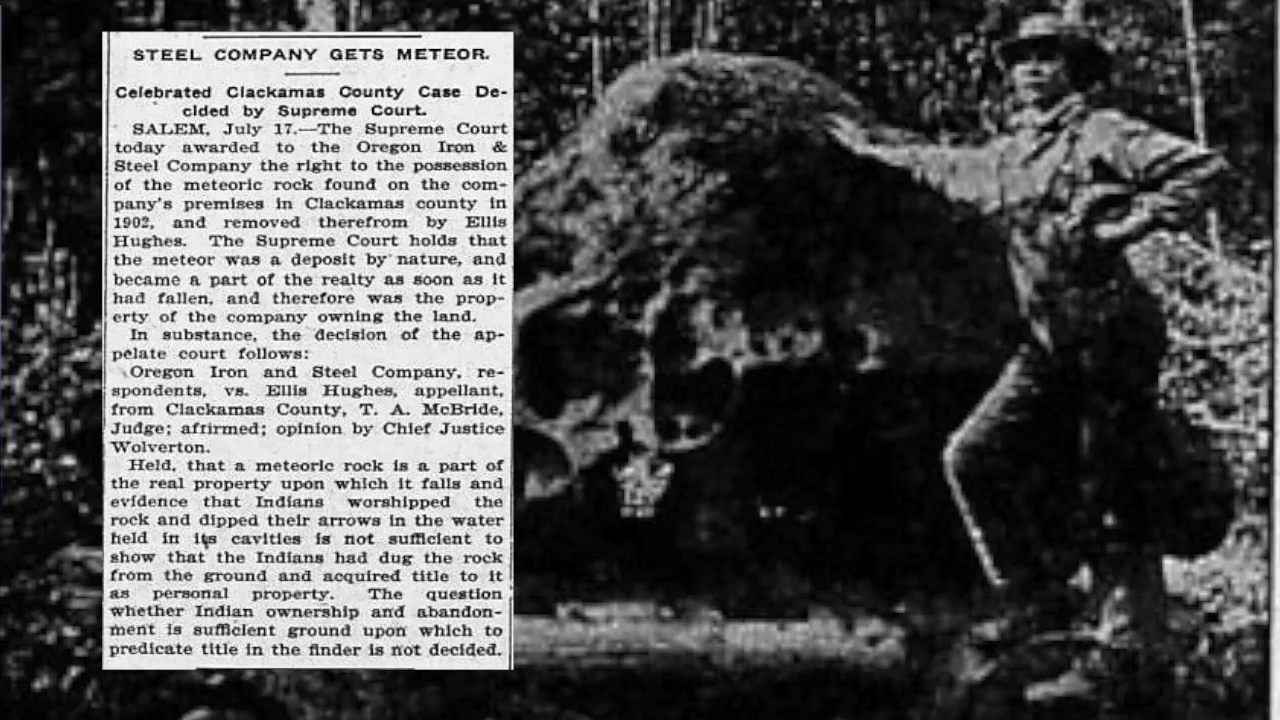 STEEL COMPANY GETS METEOR.
Celebrated Clackamas County Case De-
cided by Supreme Court.
SALEM, July 17.—The Supreme Court
today awarded to the Oregon Iron &
Steel Company the right to the possession
of the meteoric rock found on the com-
pany's premises in Clackamas county in
1902, and removed therefrom by Ellis
Hughes. The Supreme Court holds that
the meteor was a deposit by nature, and
became a part of the realty as soon as it
had fallen, and therefore was the prop-
erty of the company owning the land.
In substance, the decision of the ap-
pelate court follows:
Oregon Iron and Steel Company, re-
spondents, vs. Ellis Hughes, appellant,
from Clackamas County, T. A. McBride,
Judge; affirmed; opinion by Chief Justice
Wolverton.
Held, that a meteoric rock is a part of
the real property upon which it falls and
evidence that Indians worshipped the
rock and dipped their arrows in the water
held in its cavities is not sufficient to
show that the Indians had dug the rock
from the ground and acquired title to it
as personal property. The question
whether Indian ownership and abandon-
ment is sufficient ground upon which to
predicate title in the finder is not decided.